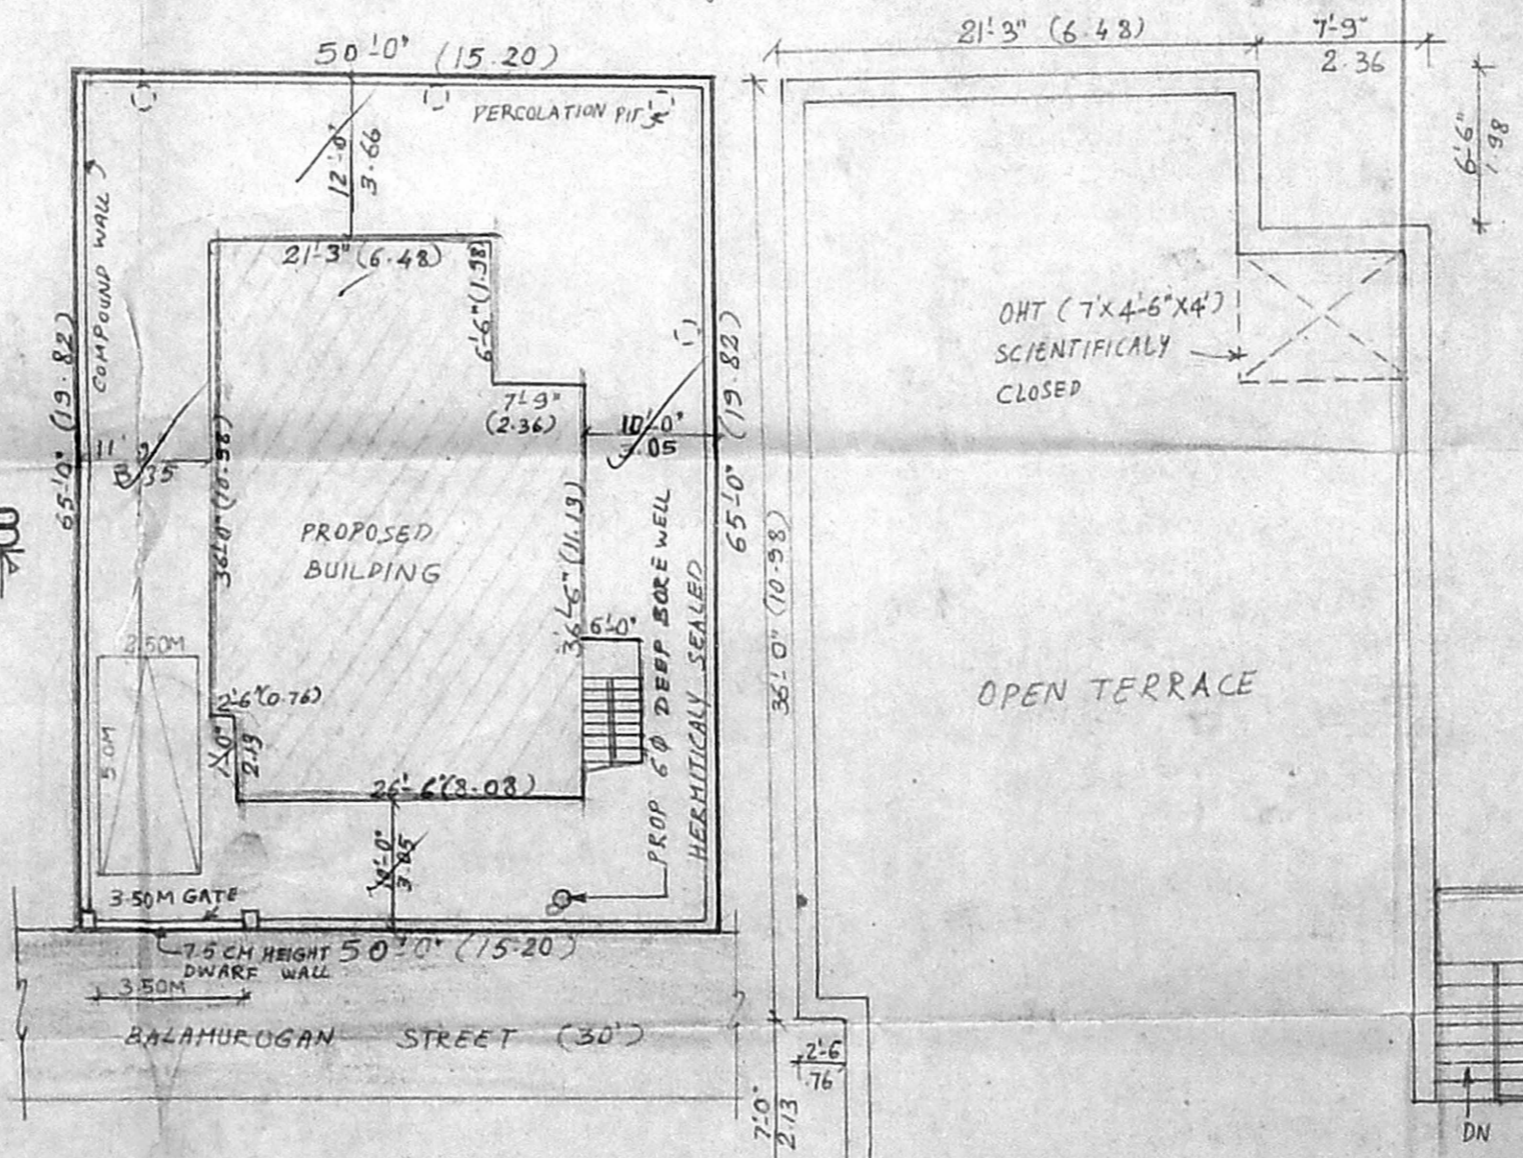 50'-0" (15.20)
PERCOLATION PIT
12'-0"
3.66
COMPOUND WALL
21'-3" (6.48)
6'-6" (1.98)
65'-0" (19.82)
7'-9"
(2.36)
10'-0"
3.05
11'
36'-0" (10.98)
65'-0" (19.82)
PROPOSED
BUILDING
36'-6" (11.13)
6'-0"
PROP 6Ø DEEP BORE WELL
HERMITICALY SEALED
2.50M
5.0M
2'-6" (0.76)
2.13
26'-6" (8.08)
10'-0"
3.05
3.50M GATE
7.5 CM HEIGHT
DWARF WALL
50'-0" (15.20)
3.50M
BALAMURUGAN STREET (30')
21'-3" (6.48)
7'-9"
2.36
6'-6"
1.98
OHT (7'X4'-6"X4')
SCIENTIFICALY
CLOSED
36'-0" (10.98)
OPEN TERRACE
2'-6
.76
7'-0"
2.13
DN